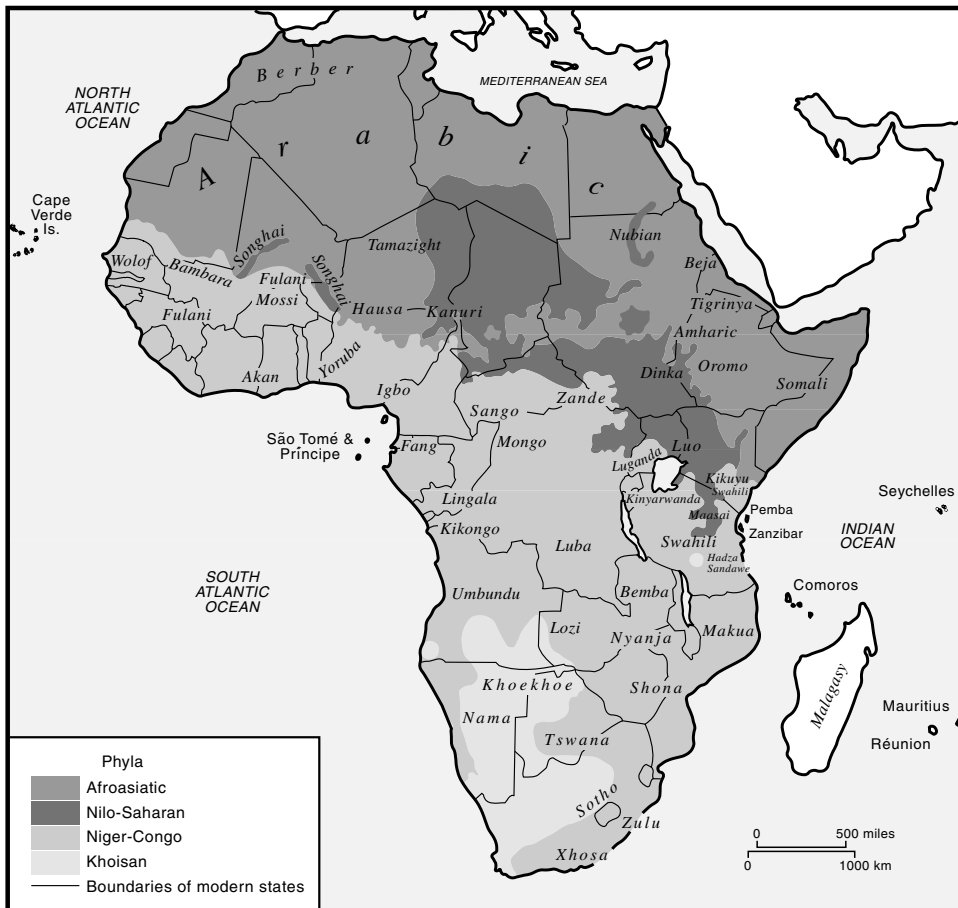 Berber
MEDITERRANEAN SEA
NORTH
ATLANTIC
OCEAN
Arabic
Cape
Verde
Is.
Nubian
Songhai
Tamazight
Beja
Wolof
Bambara
Songhai
Fulani
Mossi
Tigrinya
Fulani
Hausa
Kanuri
Amharic
Yoruba
Dinka
Oromo
Akan
Somali
Igbo
Zande
Sango
São Tomé &
Príncipe
Fang
Mongo
Luo
Luganda
Kikuyu
Swahili
Lingala
Kinyarwanda
Maasai
Pemba
Seychelles
Kikongo
Zanzibar
INDIAN
OCEAN
Luba
Swahili
Hadza
Sandawe
SOUTH
ATLANTIC
OCEAN
Umbundu
Bemba
Comoros
Lozi
Nyanja
Makua
Khoekhoe
Shona
Malagasy
Nama
Mauritius
Tswana
Réunion
Sotho
Zulu
Xhosa
Phyla
Afroasiatic
Nilo-Saharan
Niger-Congo
Khoisan
Boundaries of modern states
0 500 miles
0 1000 km